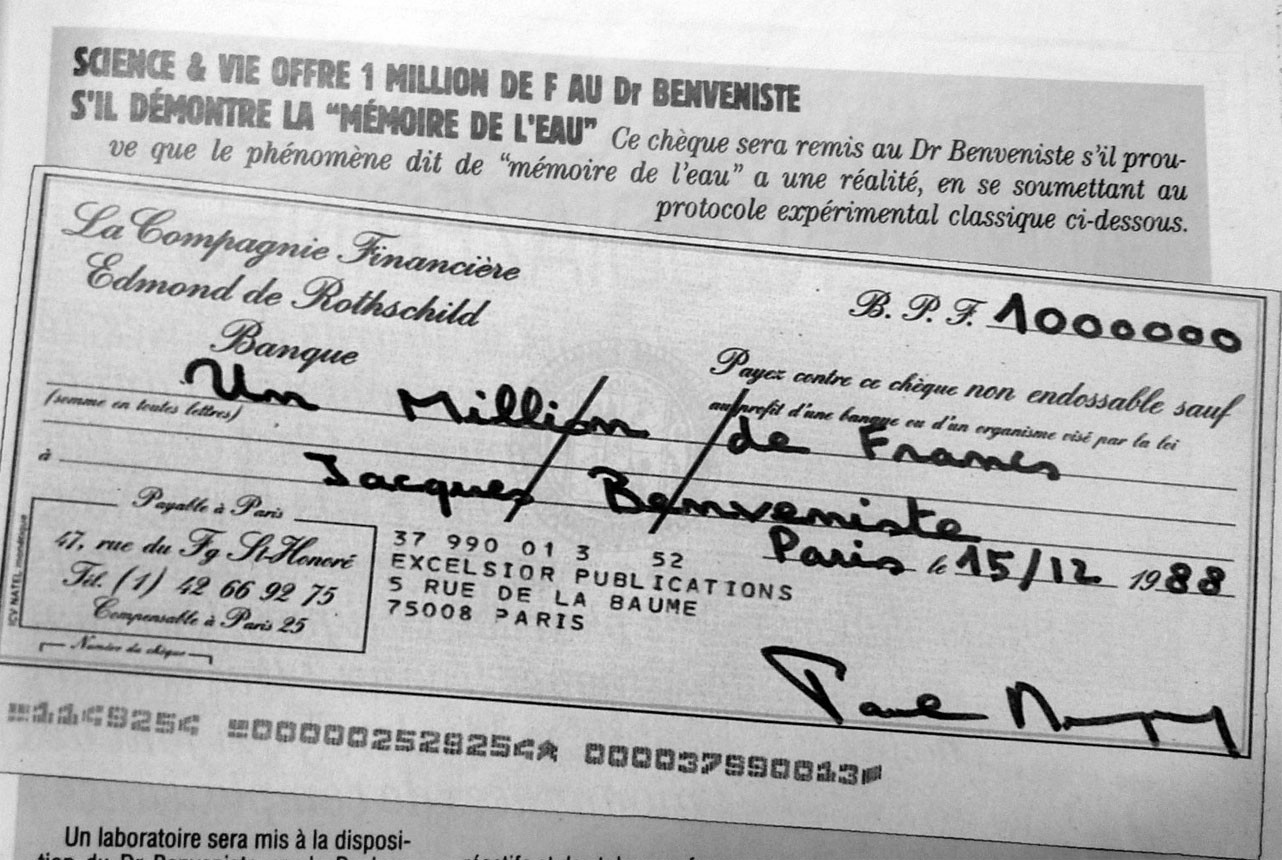 SCIENCE & VIE OFFRE 1 MILLION DE F AU Dr BENVENISTE
S'IL DÉMONTRE LA "MÉMOIRE DE L'EAU" Ce chèque sera remis au Dr Benveniste s'il prou-
ve que le phénomène dit de "mémoire de l'eau" a une réalité, en se soumettant au
protocole expérimental classique ci-dessous.
La Compagnie Financière
Edmond de Rothschild
Banque
B. P. F. 1000000
Payez contre ce chèque non endossable sauf
au profit d'une banque ou d'un organisme visé par la loi
Un Million de Francs
(somme en toutes lettres)
à Jacques Benveniste
Paris le 15/12 1988
Payable à Paris
47, rue du Fg St-Honoré
Tél. (1) 42 66 92 75
Compensable à Paris 25
Numéro du chèque
37 990 01 3 52
EXCELSIOR PUBLICATIONS
5 RUE DE LA BAUME
75008 PARIS
Paul
Un laboratoire sera mis à la disposi-